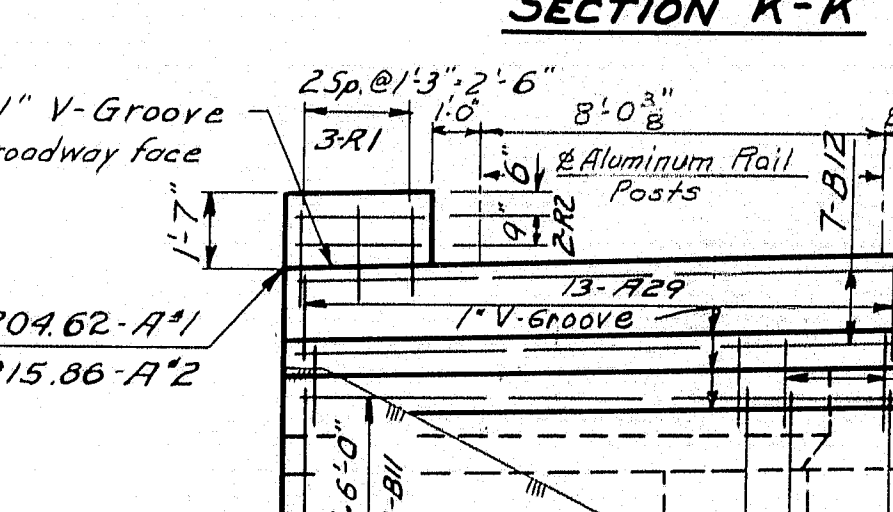 SECTION K-K
2 Sp. @ 1'-3" = 2'-6"
1" V-Groove
1'-0"
8'-0 3/8"
roadway face
3-R1
6"
℄ Aluminum Rail
Posts
7-B12
1'-7"
9"
2-R2
13-A29
1" V-Groove
204.62-A#1
15.86-A#2
6'-0"
-B11